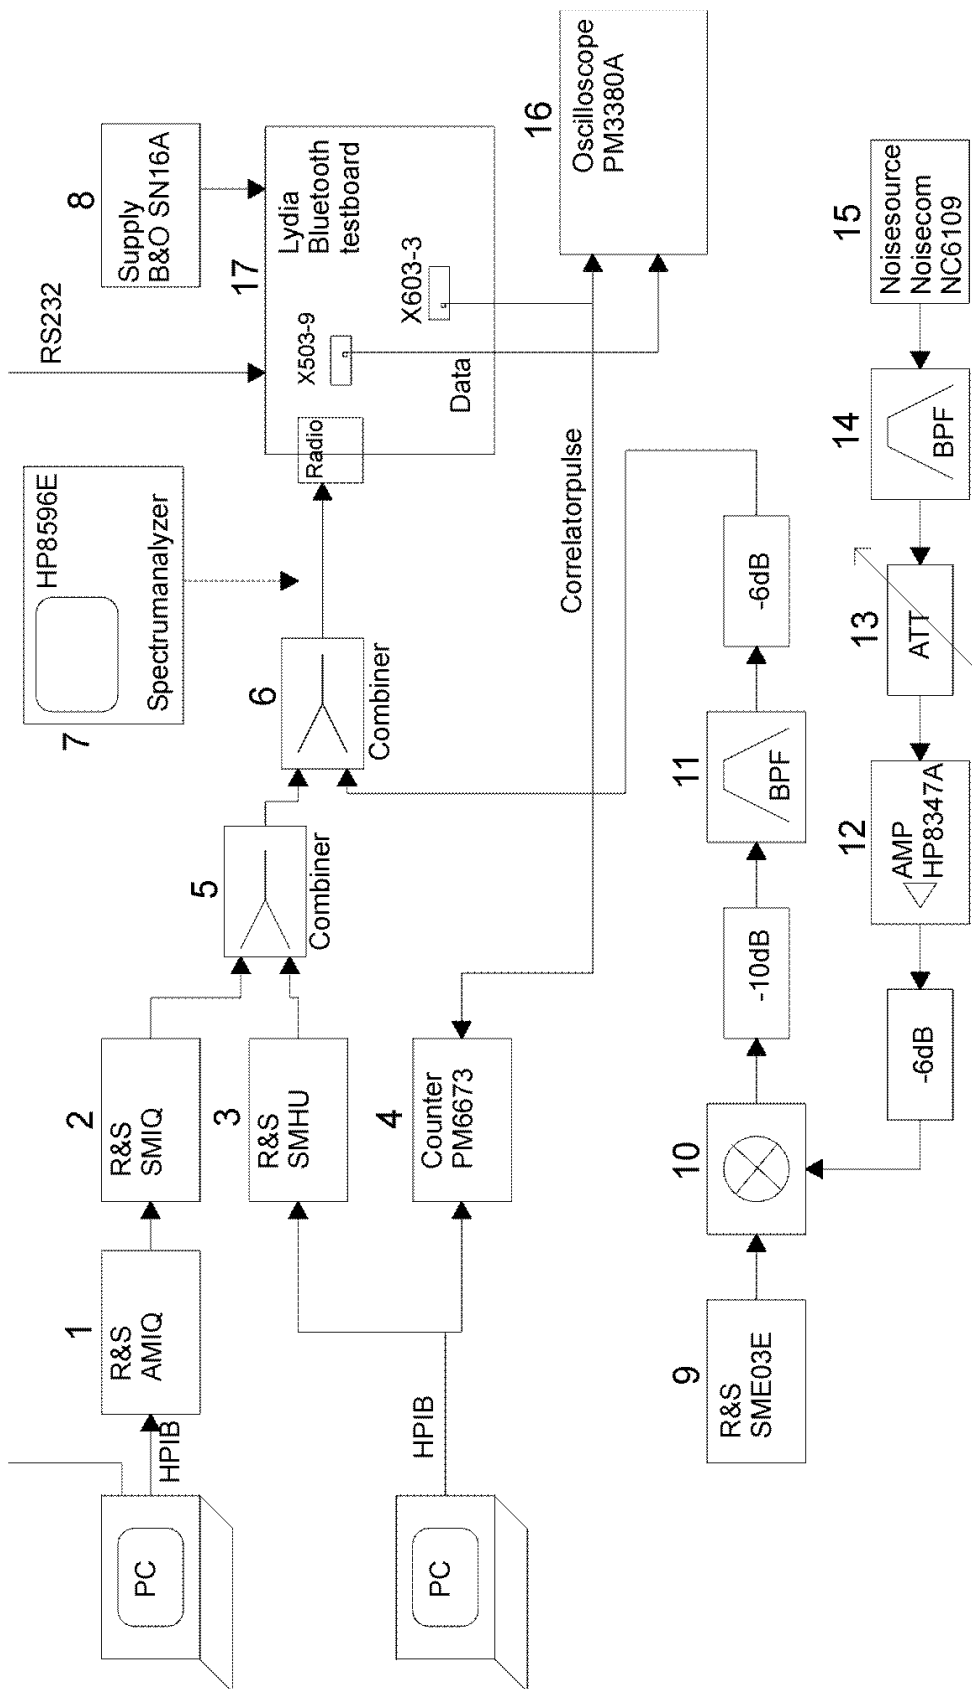 PC
HPIB
1
R&S
AMIQ
2
R&S
SMIQ
3
R&S
SMHU
4
Counter
PM6673
PC
HPIB
5
Combiner
6
Combiner
7
HP8596E
Spectrumanalyzer
RS232
8
Supply
B&O SN16A
17
Lydia
Bluetooth
testboard
Radio
X503-9
X603-3
Data
Correlatorpulse
16
Oscilloscope
PM3380A
9
R&S
SME03E
10
-10dB
11
BPF
-6dB
-6dB
12
AMP
HP8347A
13
ATT
14
BPF
15
Noisesource
Noisecom
NC6109